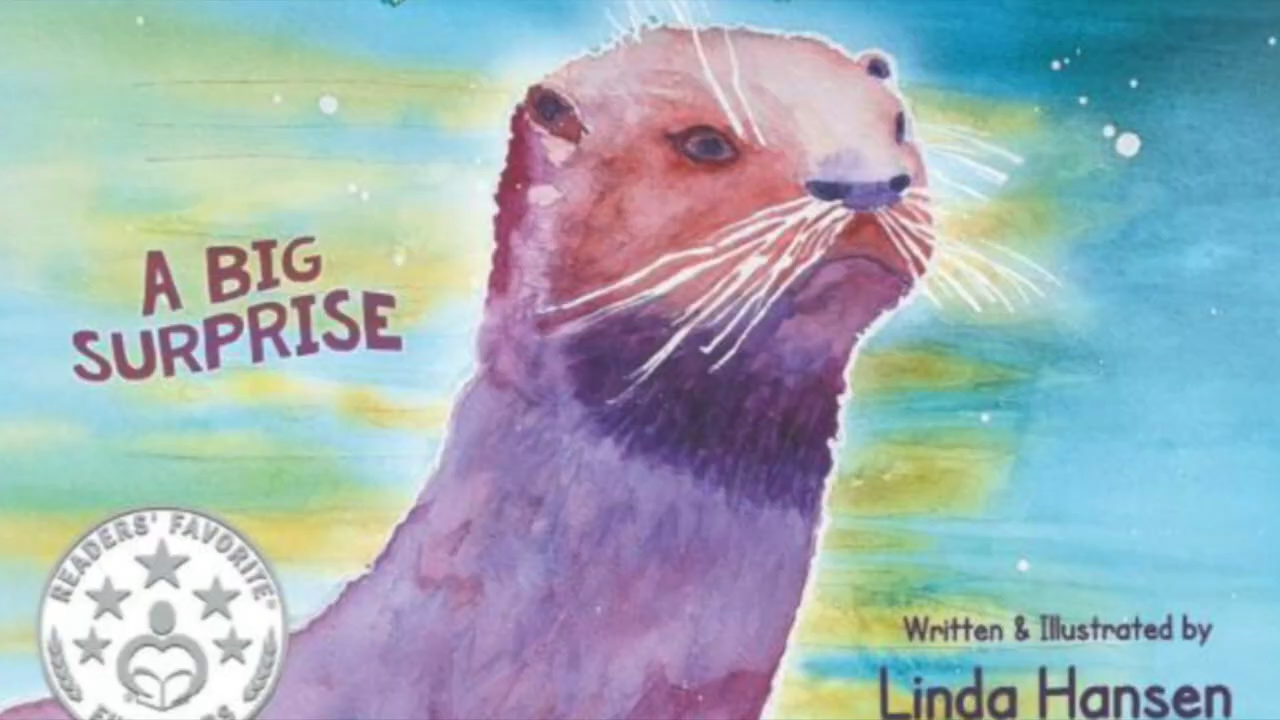 A BIG
SURPRISE
READERS' FAVORITE®
Written & Illustrated by
Linda Hansen